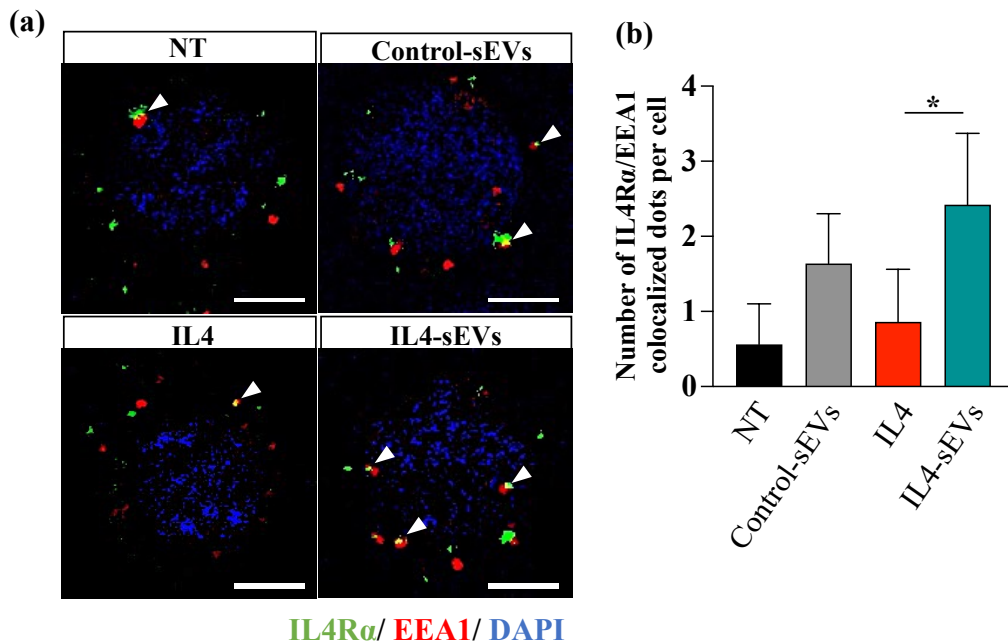 (a)
NT
Control-sEVs
IL4
IL4-sEVs
IL4Rα/ EEA1/ DAPI
(b)
Number of IL4Rα/EEA1
colocalized dots per cell
4
3
2
1
0
*
NT
Control-sEVs
IL4
IL4-sEVs